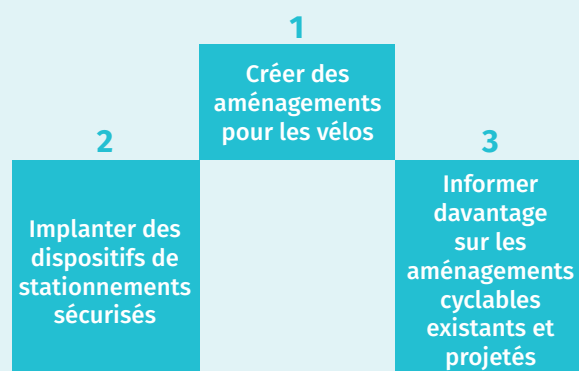 1
Créer des
aménagements
pour les vélos
2
Implanter des
dispositifs de
stationnements
sécurisés
3
Informer
davantage
sur les
aménagements
cyclables
existants et
projetés